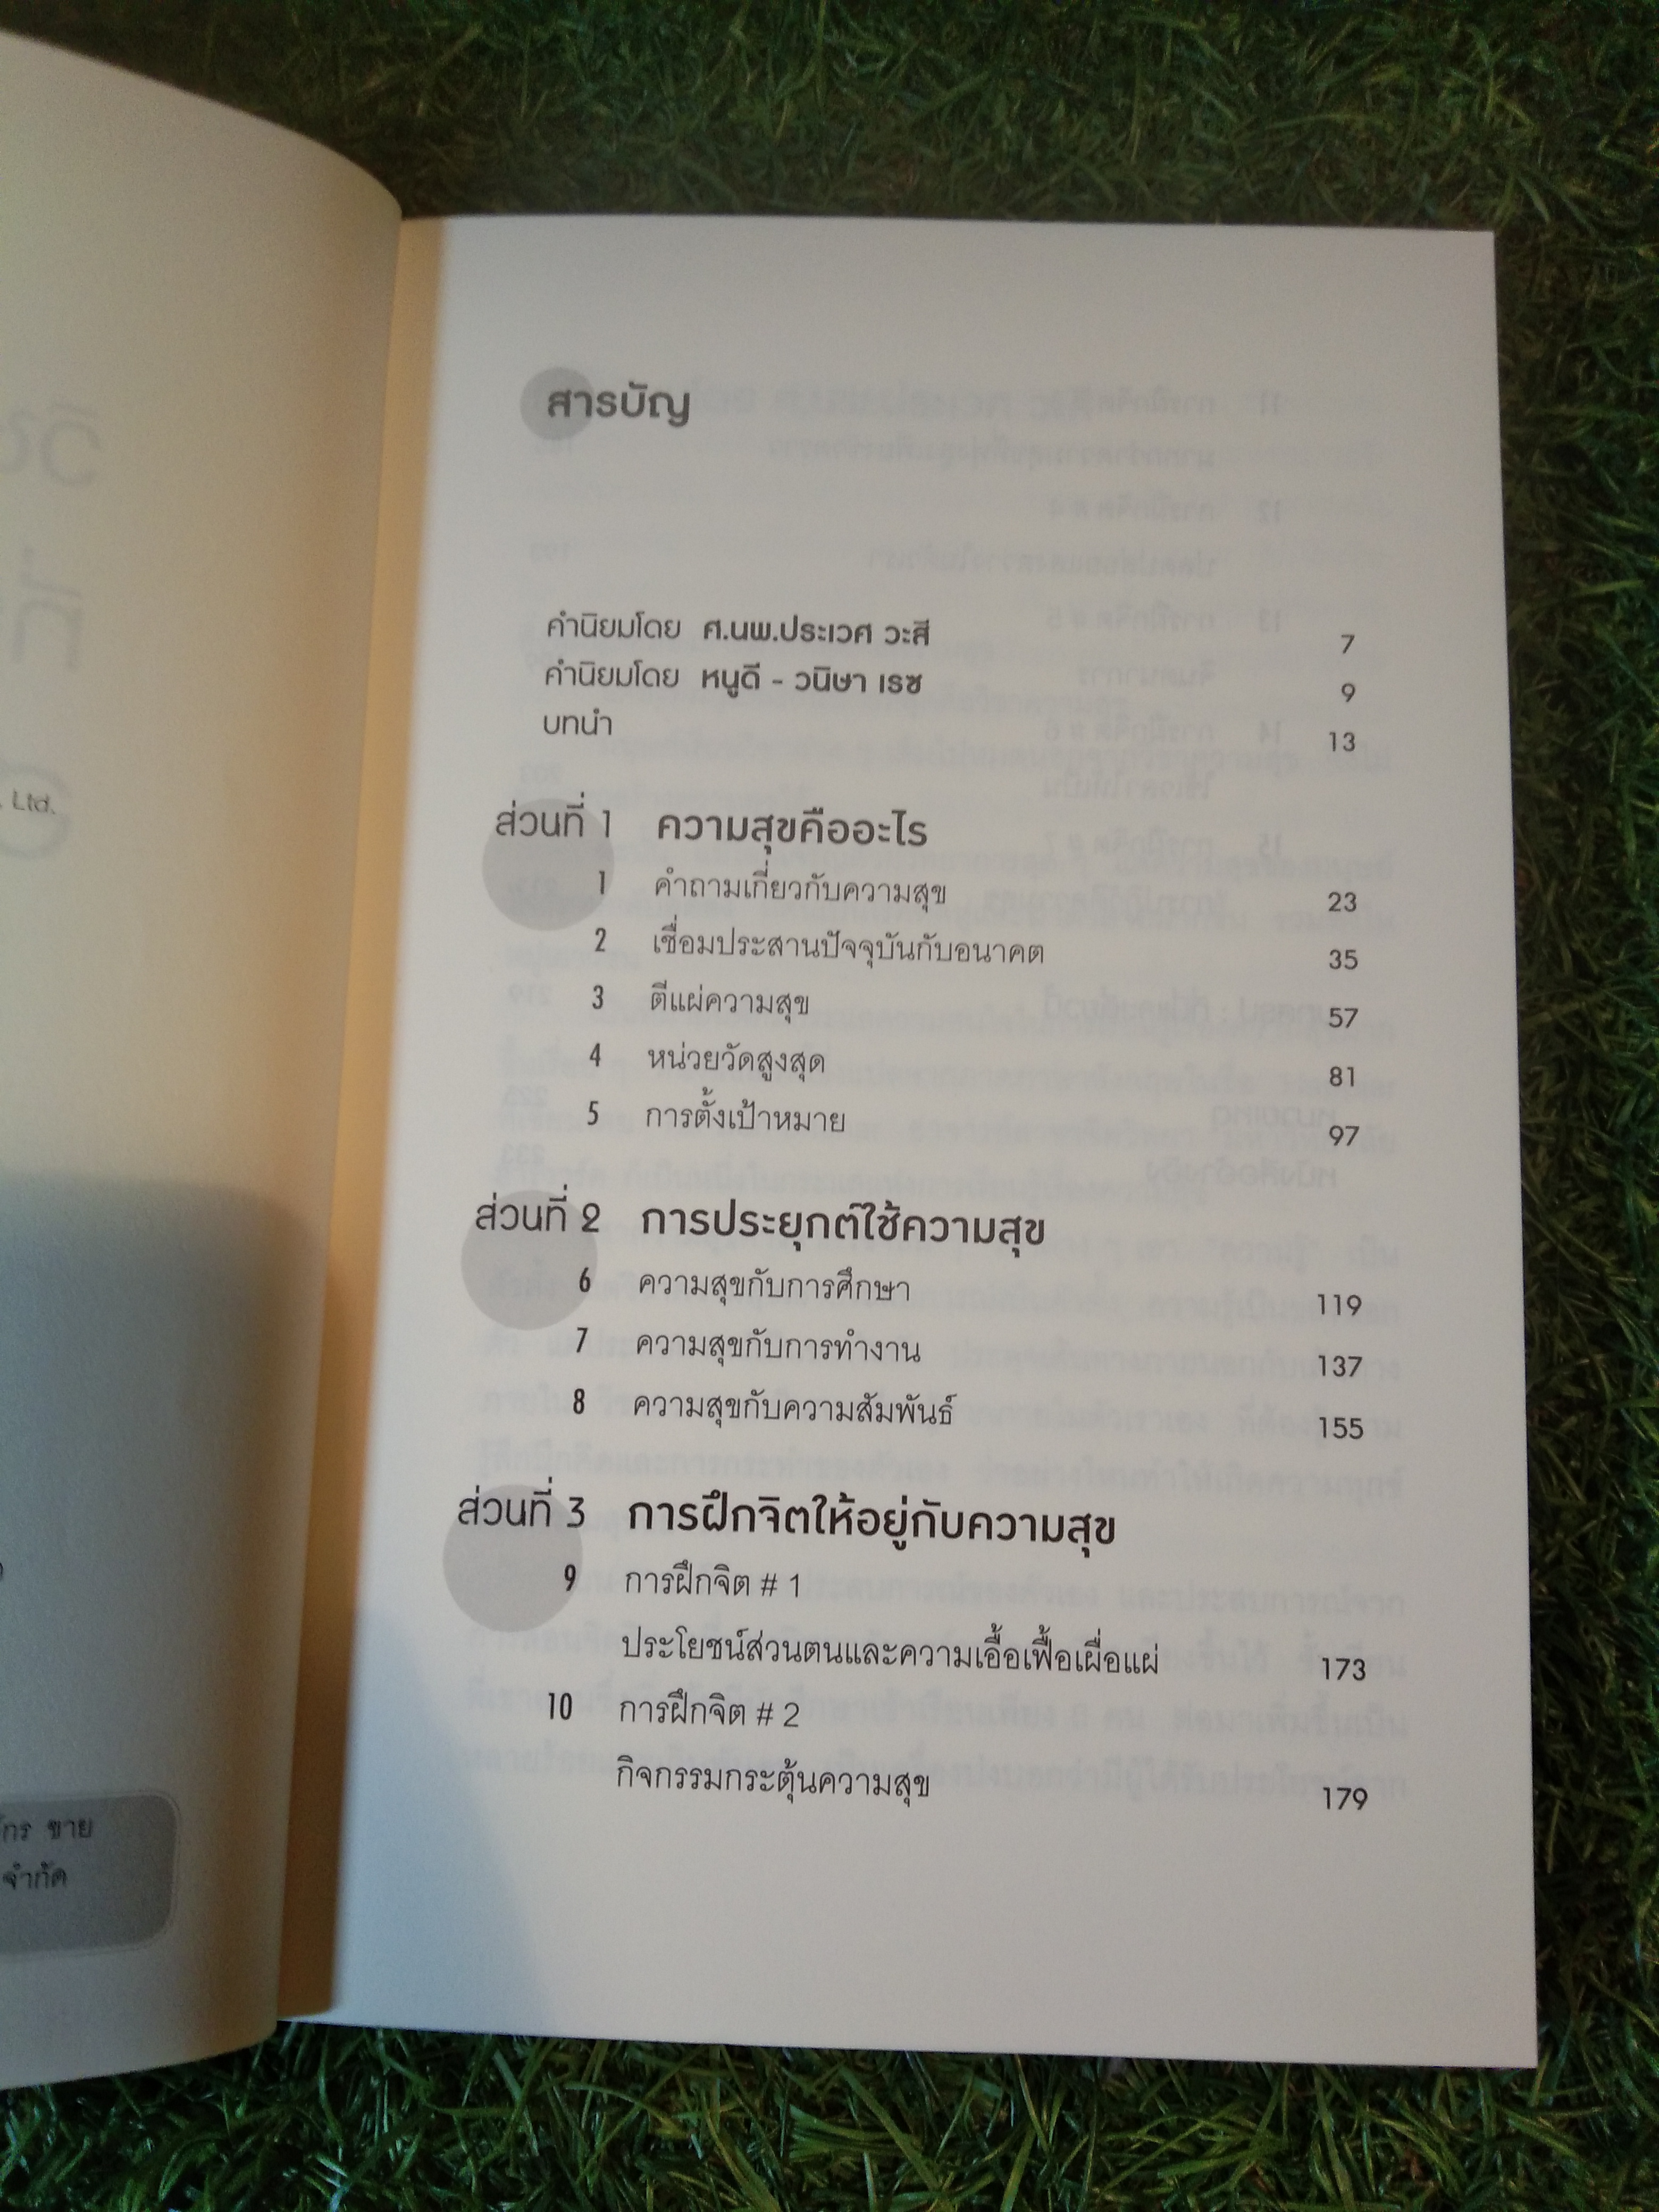 Ltd.
กร ขาย
จำกัด
สารบัญ
คำนิยมโดย ศ.นพ.ประเวศ วะสี 7
คำนิยมโดย หนูดี - วนิษา เรซ 9
บทนำ 13
ส่วนที่ 1 ความสุขคืออะไร
1 คำถามเกี่ยวกับความสุข 23
2 เชื่อมประสานปัจจุบันกับอนาคต 35
3 ตีแผ่ความสุข 57
4 หน่วยวัดสูงสุด 81
5 การตั้งเป้าหมาย 97
ส่วนที่ 2 การประยุกต์ใช้ความสุข
6 ความสุขกับการศึกษา 119
7 ความสุขกับการทำงาน 137
8 ความสุขกับความสัมพันธ์ 155
ส่วนที่ 3 การฝึกจิตให้อยู่กับความสุข
9 การฝึกจิต # 1
ประโยชน์ส่วนตนและความเอื้อเฟื้อเผื่อแผ่ 173
10 การฝึกจิต # 2
กิจกรรมกระตุ้นความสุข 179